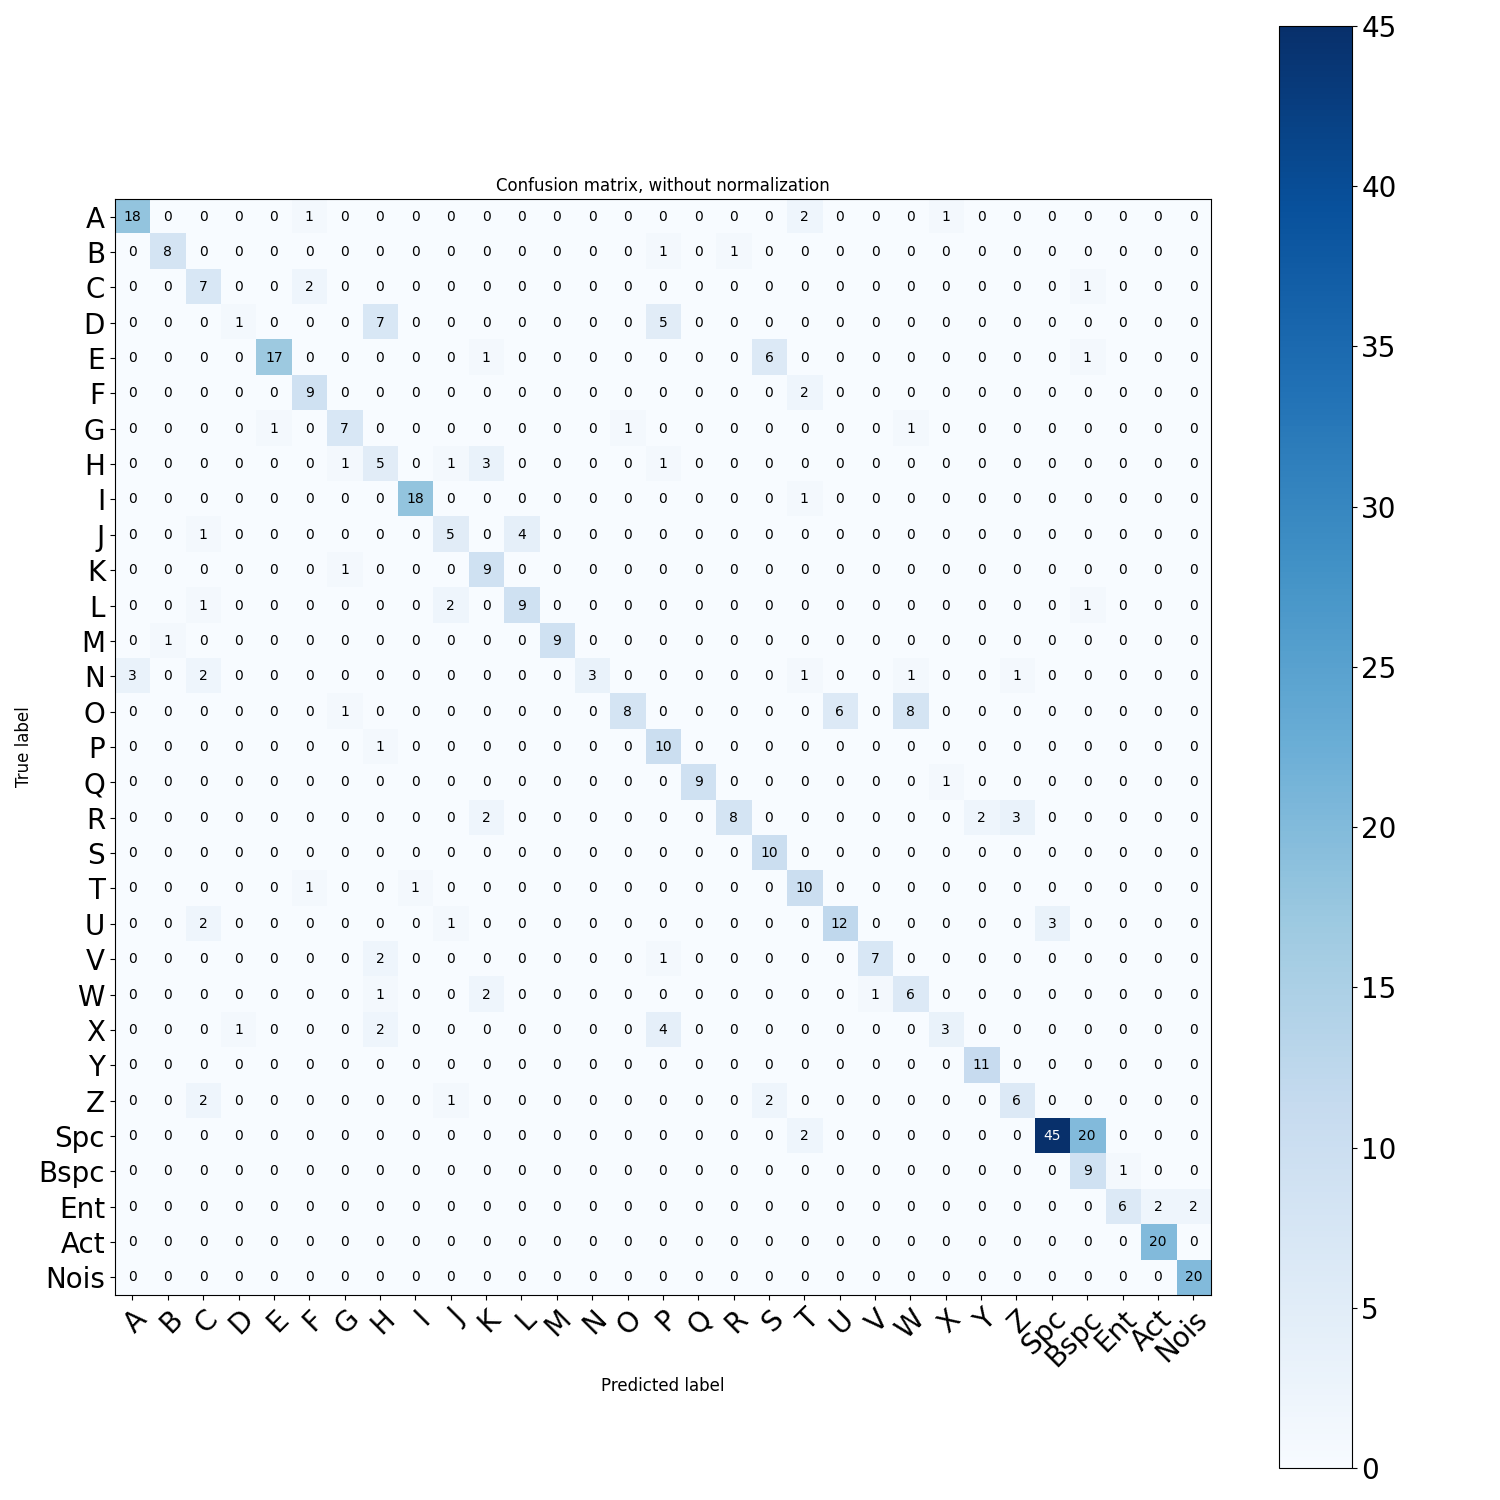 Confusion matrix, without normalization
A 18 0 0 0 0 1 0 0 0 0 0 0 0 0 0 0 0 0 0 2 0 0 0 1 0 0 0 0 0 0 0
B 0 8 0 0 0 0 0 0 0 0 0 0 0 0 0 1 0 1 0 0 0 0 0 0 0 0 0 0 0 0 0
C 0 0 7 0 0 2 0 0 0 0 0 0 0 0 0 0 0 0 0 0 0 0 0 0 0 0 0 1 0 0 0
D 0 0 0 1 0 0 0 7 0 0 0 0 0 0 0 5 0 0 0 0 0 0 0 0 0 0 0 0 0 0 0
E 0 0 0 0 17 0 0 0 0 0 1 0 0 0 0 0 0 0 6 0 0 0 0 0 0 0 0 1 0 0 0
F 0 0 0 0 0 9 0 0 0 0 0 0 0 0 0 0 0 0 0 2 0 0 0 0 0 0 0 0 0 0 0
G 0 0 0 0 1 0 7 0 0 0 0 0 0 0 1 0 0 0 0 0 0 0 1 0 0 0 0 0 0 0 0
H 0 0 0 0 0 0 1 5 0 1 3 0 0 0 0 1 0 0 0 0 0 0 0 0 0 0 0 0 0 0 0
I 0 0 0 0 0 0 0 0 18 0 0 0 0 0 0 0 0 0 0 1 0 0 0 0 0 0 0 0 0 0 0
J 0 0 1 0 0 0 0 0 0 5 0 4 0 0 0 0 0 0 0 0 0 0 0 0 0 0 0 0 0 0 0
K 0 0 0 0 0 0 1 0 0 0 9 0 0 0 0 0 0 0 0 0 0 0 0 0 0 0 0 0 0 0 0
L 0 0 1 0 0 0 0 0 0 2 0 9 0 0 0 0 0 0 0 0 0 0 0 0 0 0 0 1 0 0 0
M 0 1 0 0 0 0 0 0 0 0 0 0 9 0 0 0 0 0 0 0 0 0 0 0 0 0 0 0 0 0 0
N 3 0 2 0 0 0 0 0 0 0 0 0 0 3 0 0 0 0 0 1 0 0 1 0 0 1 0 0 0 0 0
O 0 0 0 0 0 0 1 0 0 0 0 0 0 0 8 0 0 0 0 0 6 0 8 0 0 0 0 0 0 0 0
P 0 0 0 0 0 0 0 1 0 0 0 0 0 0 0 10 0 0 0 0 0 0 0 0 0 0 0 0 0 0 0
Q 0 0 0 0 0 0 0 0 0 0 0 0 0 0 0 0 9 0 0 0 0 0 0 1 0 0 0 0 0 0 0
R 0 0 0 0 0 0 0 0 0 0 2 0 0 0 0 0 0 8 0 0 0 0 0 0 2 3 0 0 0 0 0
S 0 0 0 0 0 0 0 0 0 0 0 0 0 0 0 0 0 0 10 0 0 0 0 0 0 0 0 0 0 0 0
T 0 0 0 0 0 1 0 0 1 0 0 0 0 0 0 0 0 0 0 10 0 0 0 0 0 0 0 0 0 0 0
U 0 0 2 0 0 0 0 0 0 1 0 0 0 0 0 0 0 0 0 0 12 0 0 0 0 0 3 0 0 0 0
V 0 0 0 0 0 0 0 2 0 0 0 0 0 0 0 1 0 0 0 0 0 7 0 0 0 0 0 0 0 0 0
W 0 0 0 0 0 0 0 1 0 0 2 0 0 0 0 0 0 0 0 0 0 1 6 0 0 0 0 0 0 0 0
X 0 0 0 1 0 0 0 2 0 0 0 0 0 0 0 4 0 0 0 0 0 0 0 3 0 0 0 0 0 0 0
Y 0 0 0 0 0 0 0 0 0 0 0 0 0 0 0 0 0 0 0 0 0 0 0 0 11 0 0 0 0 0 0
Z 0 0 2 0 0 0 0 0 0 1 0 0 0 0 0 0 0 0 2 0 0 0 0 0 0 6 0 0 0 0 0
Spc 0 0 0 0 0 0 0 0 0 0 0 0 0 0 0 0 0 0 0 2 0 0 0 0 0 0 45 20 0 0 0
Bspc 0 0 0 0 0 0 0 0 0 0 0 0 0 0 0 0 0 0 0 0 0 0 0 0 0 0 0 9 1 0 0
Ent 0 0 0 0 0 0 0 0 0 0 0 0 0 0 0 0 0 0 0 0 0 0 0 0 0 0 0 0 6 2 2
Act 0 0 0 0 0 0 0 0 0 0 0 0 0 0 0 0 0 0 0 0 0 0 0 0 0 0 0 0 0 20 0
Nois 0 0 0 0 0 0 0 0 0 0 0 0 0 0 0 0 0 0 0 0 0 0 0 0 0 0 0 0 0 0 20
A B C D E F G H I J K L M N O P Q R S T U V W X Y Z Spc Bspc Ent Act Nois
True label
Predicted label
45
40
35
30
25
20
15
10
5
0